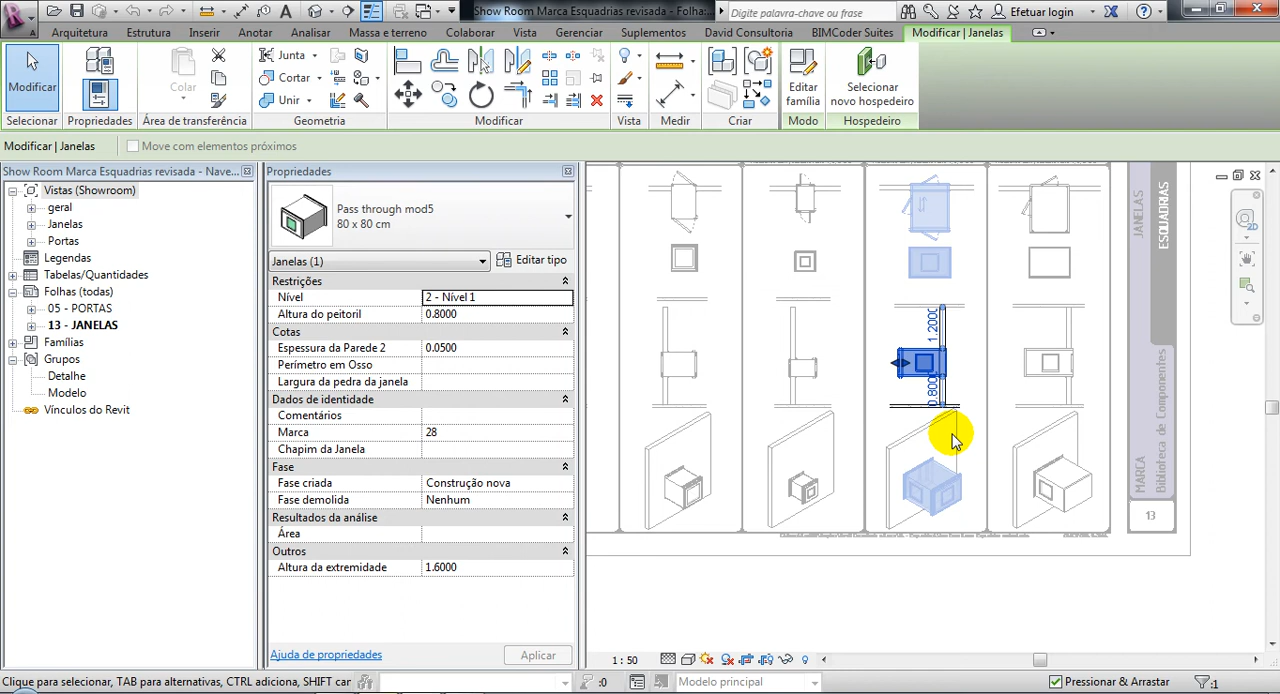 Show Room Marca Esquadrias revisada - Folha:...
Digite palavra-chave ou frase
Efetuar login
Arquitetura
Estrutura
Inserir
Anotar
Analisar
Massa e terreno
Colaborar
Vista
Gerenciar
Suplementos
David Consultoria
BIMCoder Suites
Modificar | Janelas
Modificar
Colar
Junta
Cortar
Unir
Editar família
Selecionar novo hospedeiro
Selecionar
Propriedades
Área de transferência
Geometria
Modificar
Vista
Medir
Criar
Modo
Hospedeiro
Modificar | Janelas
Move com elementos próximos
Show Room Marca Esquadrias revisada - Nave...
Vistas (Showroom)
geral
Janelas
Portas
Legendas
Tabelas/Quantidades
Folhas (todas)
05 - PORTAS
13 - JANELAS
Famílias
Grupos
Detalhe
Modelo
Vínculos do Revit
Propriedades
Pass through mod5
80 x 80 cm
Janelas (1)
Editar tipo
Restrições
Nível 2 - Nível 1
Altura do peitoril 0.8000
Cotas
Espessura da Parede 2 0.0500
Perímetro em Osso
Largura da pedra da janela
Dados de identidade
Comentários
Marca 28
Chapim da Janela
Fase
Fase criada Construção nova
Fase demolida Nenhum
Resultados da análise
Área
Outros
Altura da extremidade 1.6000
Ajuda de propriedades
Aplicar
1.2000
0.8000
JANELAS
ESQUADRIAS
MARCA
Biblioteca de Componentes
13
2D
1 : 50
Clique para selecionar, TAB para alternativas, CTRL adiciona, SHIFT car
:0
Modelo principal
Pressionar & Arrastar
:1